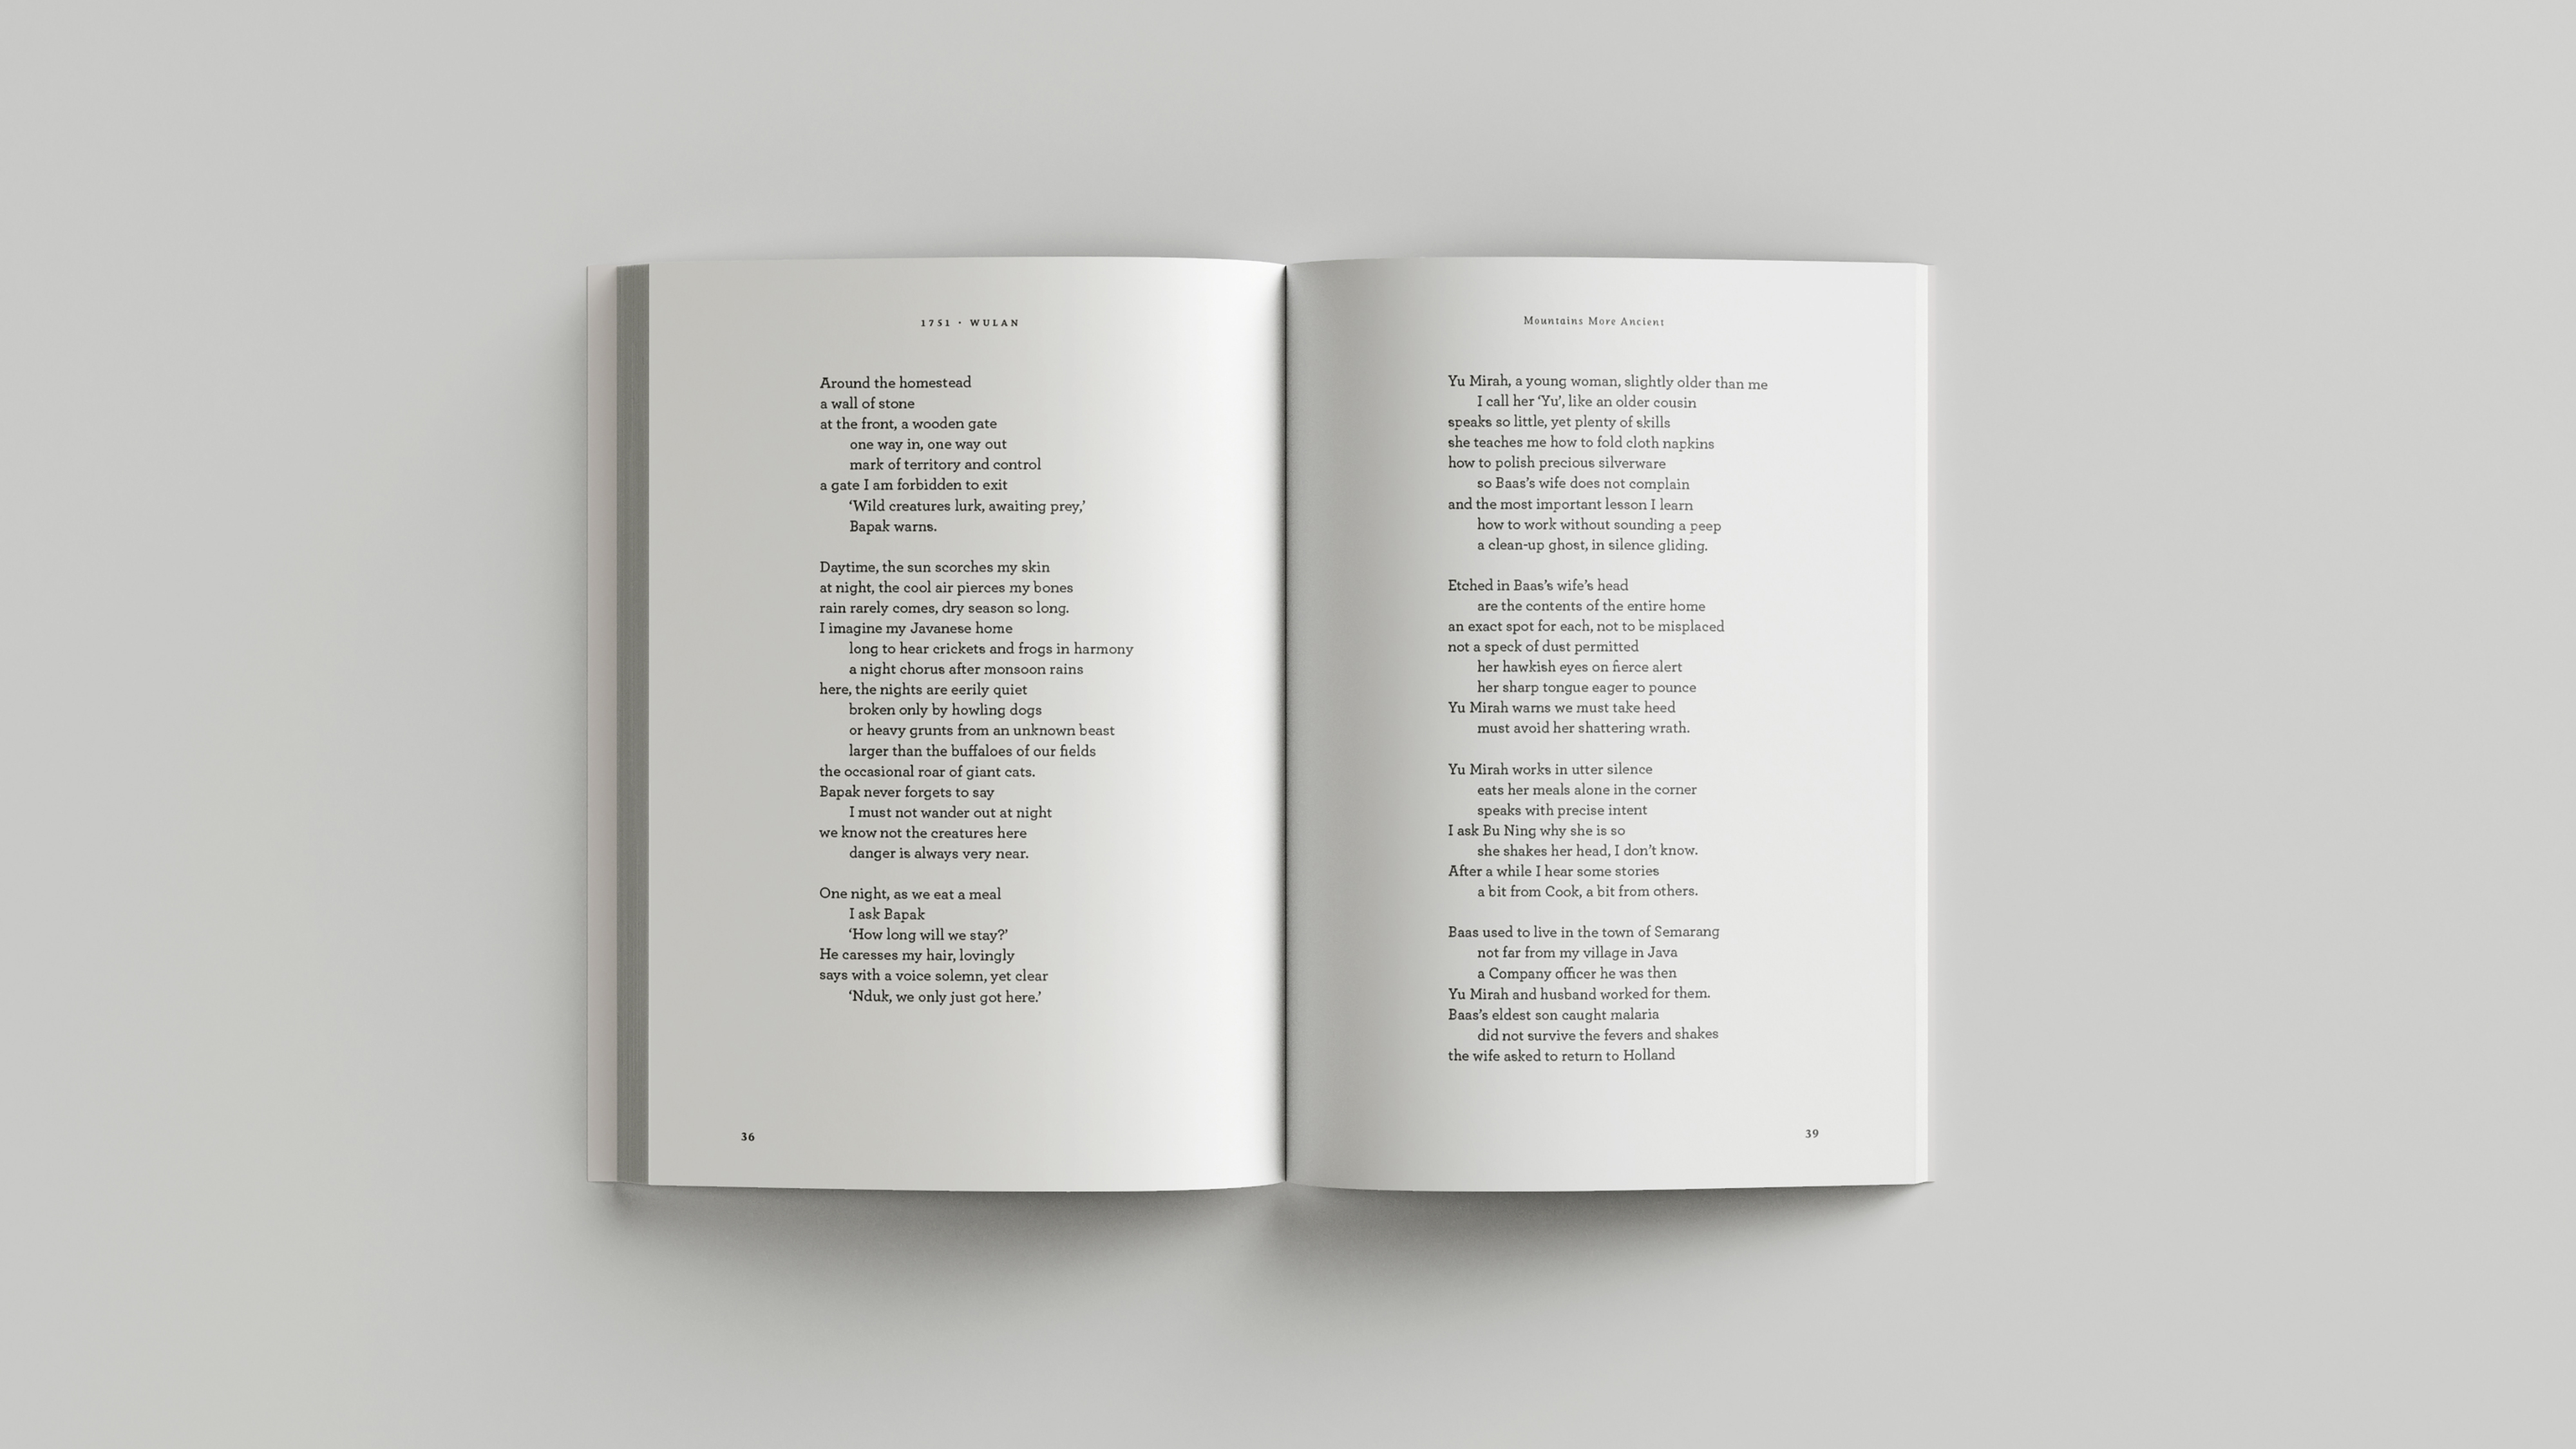 1751 · WULAN
Around the homestead
a wall of stone
at the front, a wooden gate
one way in, one way out
mark of territory and control
a gate I am forbidden to exit
‘Wild creatures lurk, awaiting prey,’
Bapak warns.
Daytime, the sun scorches my skin
at night, the cool air pierces my bones
rain rarely comes, dry season so long.
I imagine my Javanese home
long to hear crickets and frogs in harmony
a night chorus after monsoon rains
here, the nights are eerily quiet
broken only by howling dogs
or heavy grunts from an unknown beast
larger than the buffaloes of our fields
the occasional roar of giant cats.
Bapak never forgets to say
I must not wander out at night
we know not the creatures here
danger is always very near.
One night, as we eat a meal
I ask Bapak
‘How long will we stay?’
He caresses my hair, lovingly
says with a voice solemn, yet clear
‘Nduk, we only just got here.’
36
Mountains More Ancient
Yu Mirah, a young woman, slightly older than me
I call her ‘Yu’, like an older cousin
speaks so little, yet plenty of skills
she teaches me how to fold cloth napkins
how to polish precious silverware
so Baas’s wife does not complain
and the most important lesson I learn
how to work without sounding a peep
a clean-up ghost, in silence gliding.
Etched in Baas’s wife’s head
are the contents of the entire home
an exact spot for each, not to be misplaced
not a speck of dust permitted
her hawkish eyes on fierce alert
her sharp tongue eager to pounce
Yu Mirah warns we must take heed
must avoid her shattering wrath.
Yu Mirah works in utter silence
eats her meals alone in the corner
speaks with precise intent
I ask Bu Ning why she is so
she shakes her head, I don’t know.
After a while I hear some stories
a bit from Cook, a bit from others.
Baas used to live in the town of Semarang
not far from my village in Java
a Company officer he was then
Yu Mirah and husband worked for them.
Baas’s eldest son caught malaria
did not survive the fevers and shakes
the wife asked to return to Holland
39